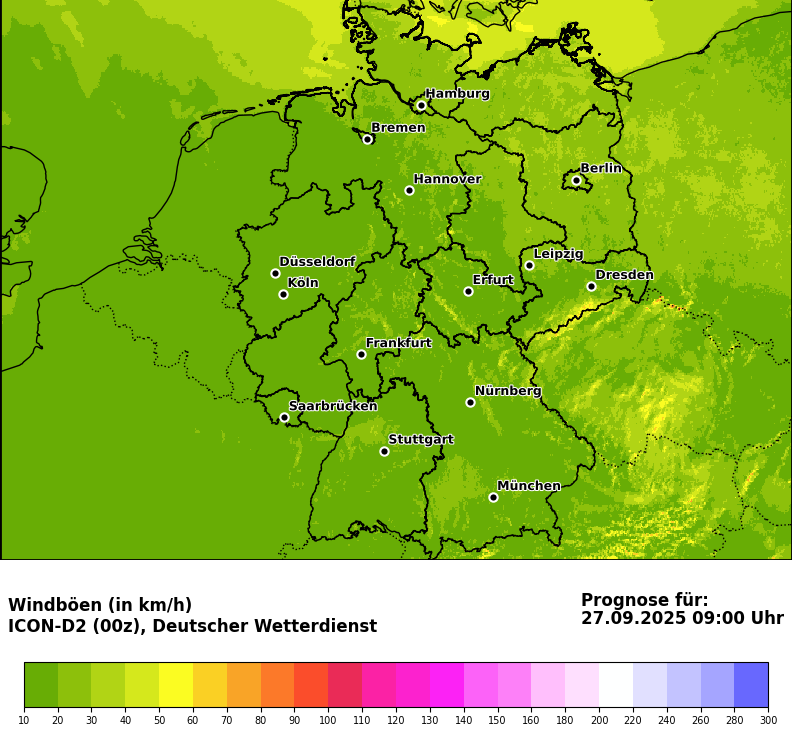 Hamburg
Bremen
Berlin
Hannover
Leipzig
Düsseldorf
Dresden
Köln
Erfurt
Frankfurt
Nürnberg
Saarbrücken
Stuttgart
München
Windböen (in km/h)
ICON-D2 (00z), Deutscher Wetterdienst
Prognose für:
27.09.2025 09:00 Uhr
10 20 30 40 50 60 70 80 90 100 110 120 130 140 150 160 180 200 220 240 260 280 300